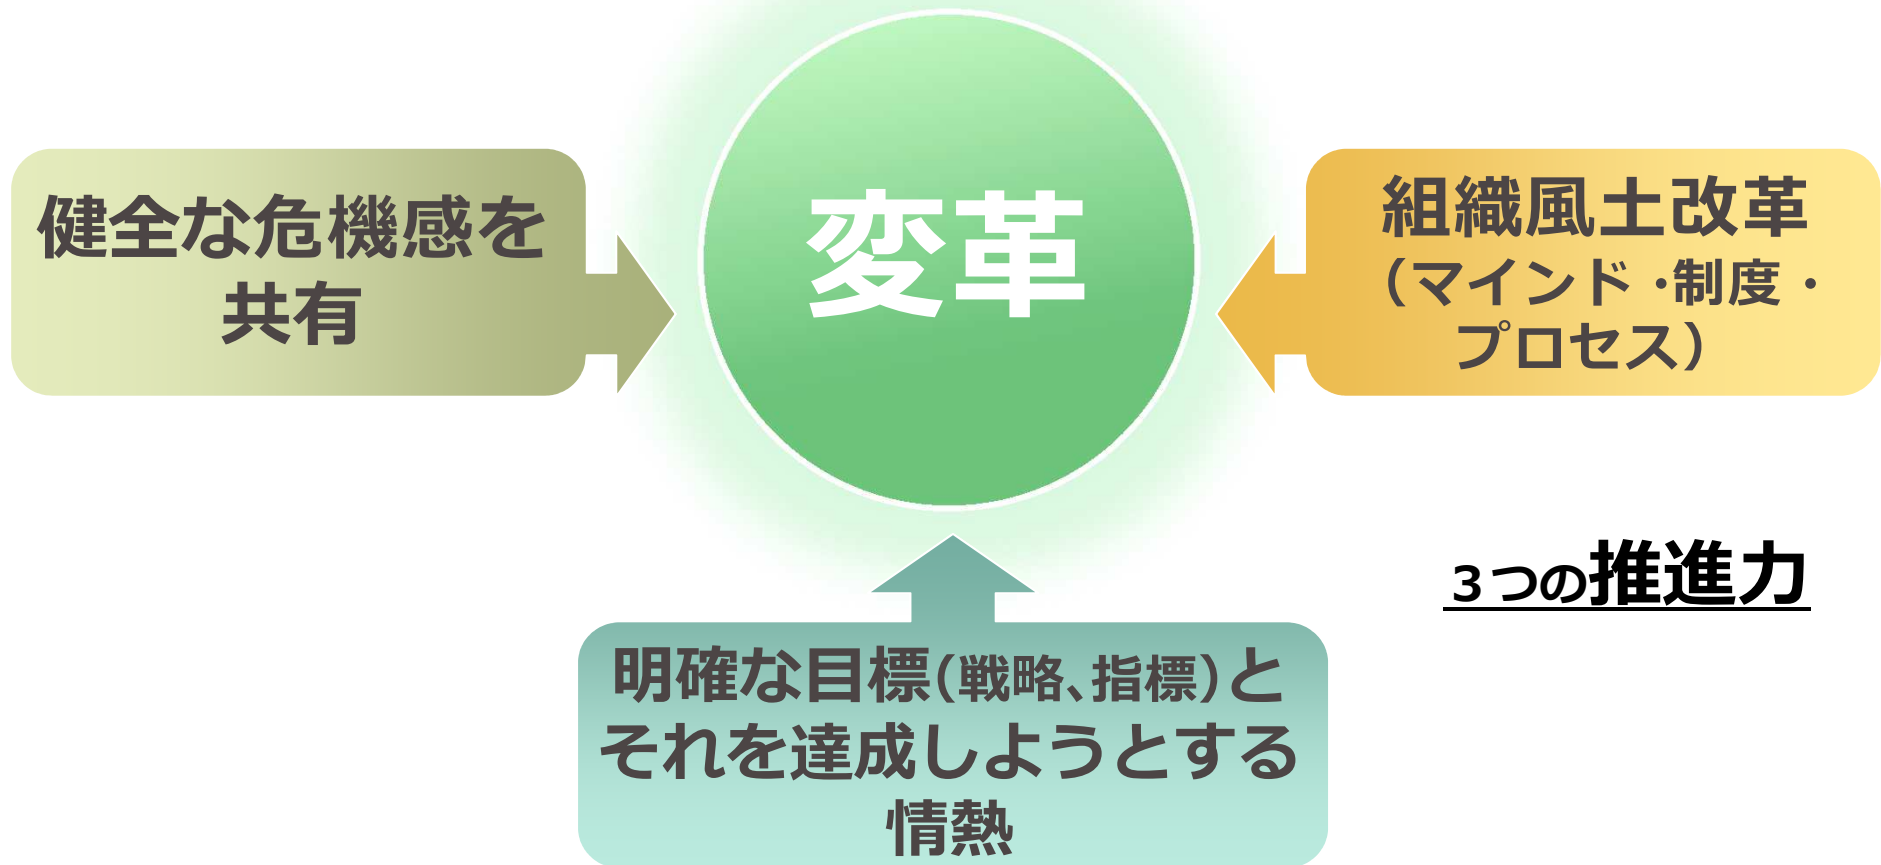 変革
健全な危機感を
共有
組織風土改革
（マインド・制度・
プロセス）
３つの推進力
明確な目標（戦略、指標）と
それを達成しようとする
情熱